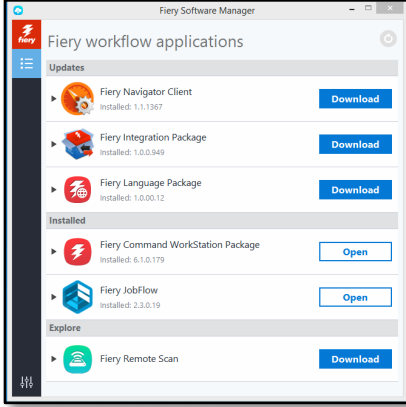 Fiery Software Manager
fiery
Fiery workflow applications
Updates
Fiery Navigator Client
Installed: 1.1.1367
Download
Fiery Integration Package
Installed: 1.0.0.949
Download
Fiery Language Package
Installed: 1.0.00.12
Download
Installed
Fiery Command WorkStation Package
Installed: 6.1.0.179
Open
Fiery JobFlow
Installed: 2.3.0.19
Open
Explore
Fiery Remote Scan
Download